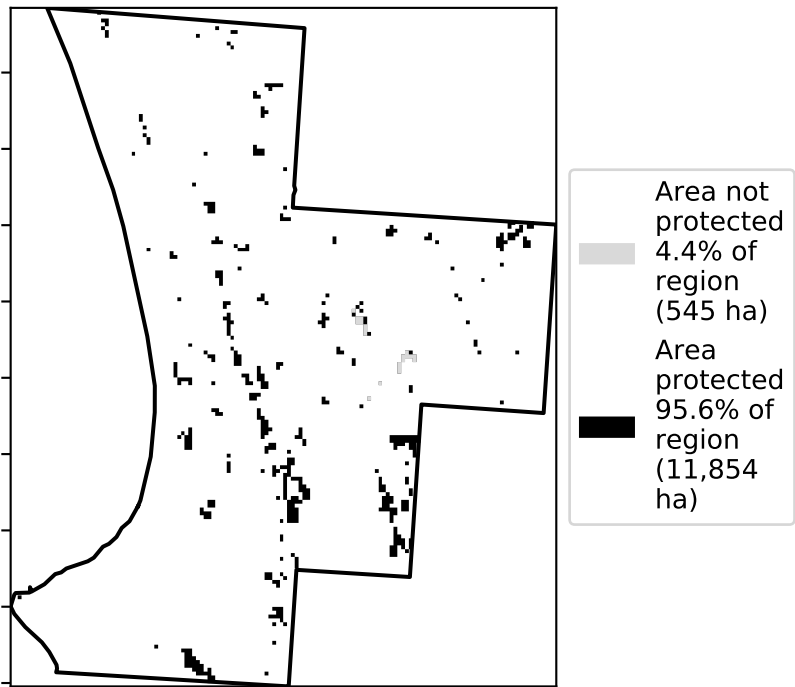 Area not
protected
4.4% of
region
(545 ha)
Area
protected
95.6% of
region
(11,854
ha)